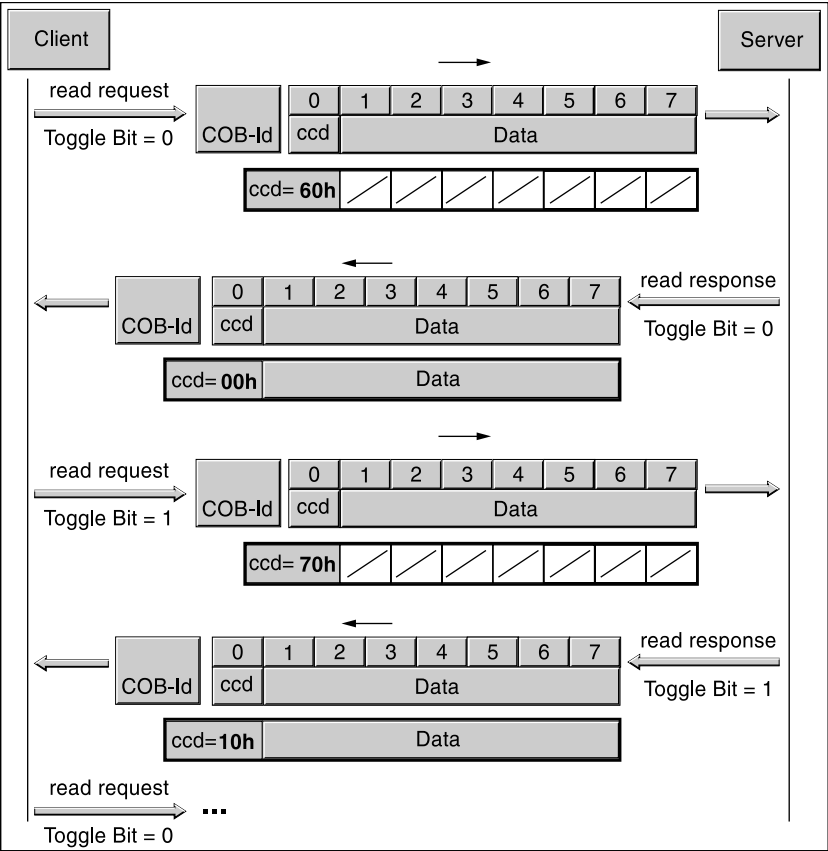 Client
Server
read request
Toggle Bit = 0
COB-Id
0 1 2 3 4 5 6 7
ccd Data
ccd= 60h
read response
Toggle Bit = 0
COB-Id
0 1 2 3 4 5 6 7
ccd Data
ccd= 00h Data
read request
Toggle Bit = 1
COB-Id
0 1 2 3 4 5 6 7
ccd Data
ccd= 70h
read response
Toggle Bit = 1
COB-Id
0 1 2 3 4 5 6 7
ccd Data
ccd=10h Data
read request
Toggle Bit = 0
...